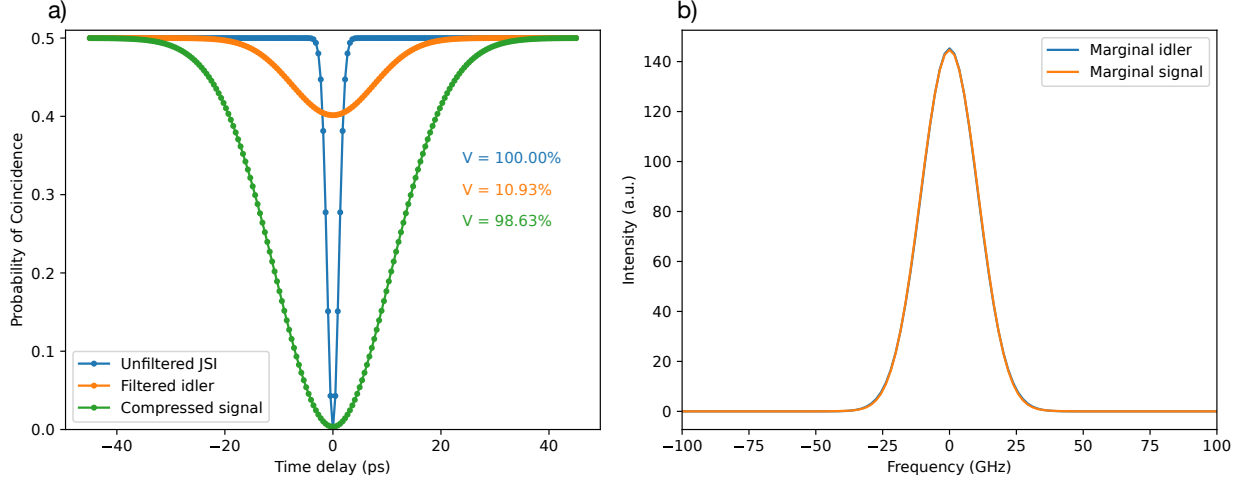 a)
Probability of Coincidence
0.5
0.4
0.3
0.2
0.1
0.0
V = 100.00%
V = 10.93%
V = 98.63%
Unfiltered JSI
Filtered idler
Compressed signal
−40
−20
0
20
40
Time delay (ps)
b)
Intensity (a.u.)
140
120
100
80
60
40
20
0
Marginal idler
Marginal signal
−100
−75
−50
−25
0
25
50
75
100
Frequency (GHz)